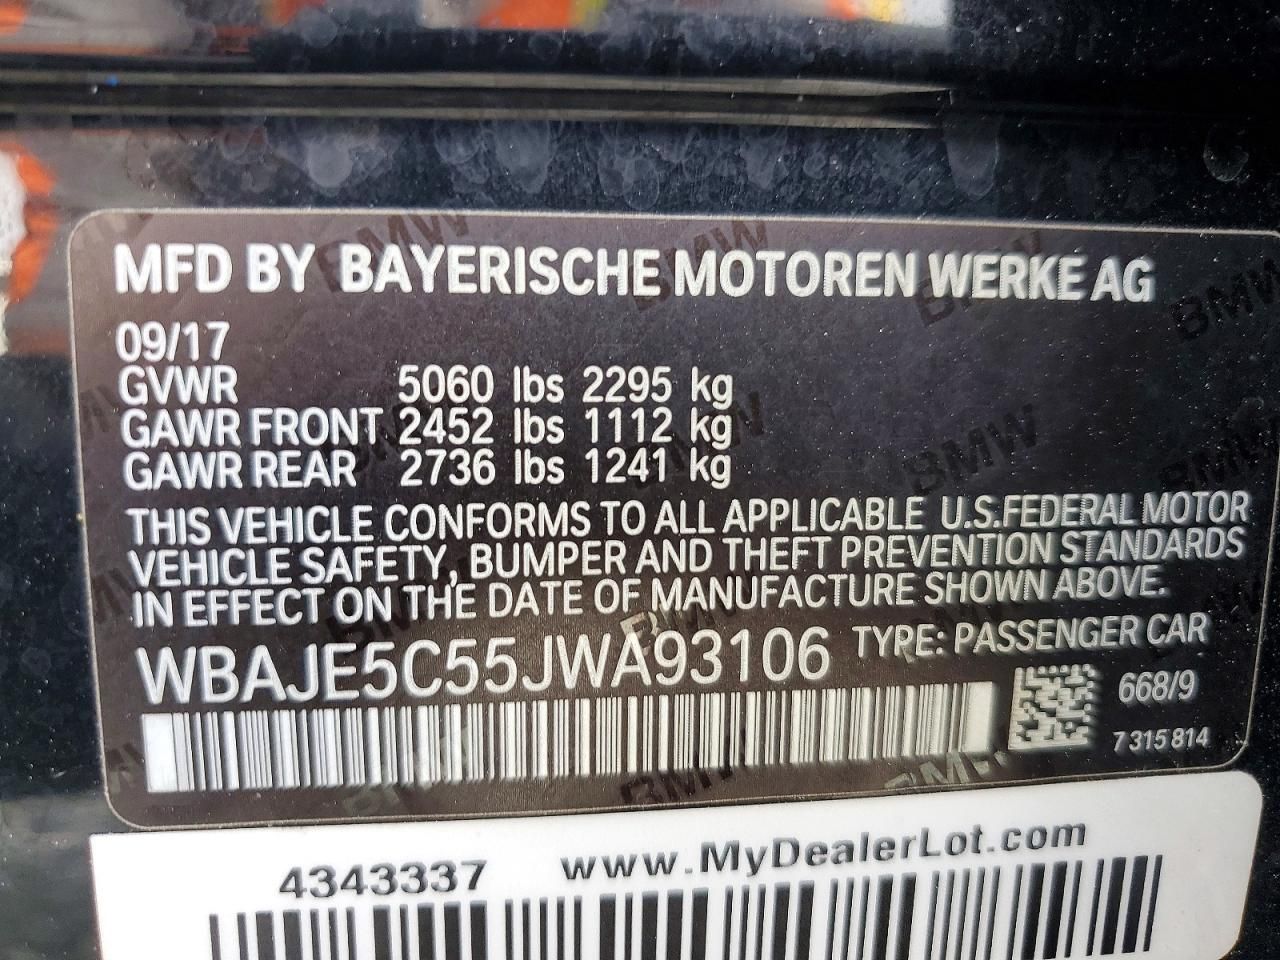 MFD BY BAYERISCHE MOTOREN WERKE AG
09/17
GVWR 5060 lbs 2295 kg
GAWR FRONT 2452 lbs 1112 kg
GAWR REAR 2736 lbs 1241 kg
THIS VEHICLE CONFORMS TO ALL APPLICABLE U.S.FEDERAL MOTOR
VEHICLE SAFETY, BUMPER AND THEFT PREVENTION STANDARDS
IN EFFECT ON THE DATE OF MANUFACTURE SHOWN ABOVE.
WBAJE5C55JWA93106 TYPE: PASSENGER CAR
668/9
7 315 814
4343337 www.MyDealerLot.com